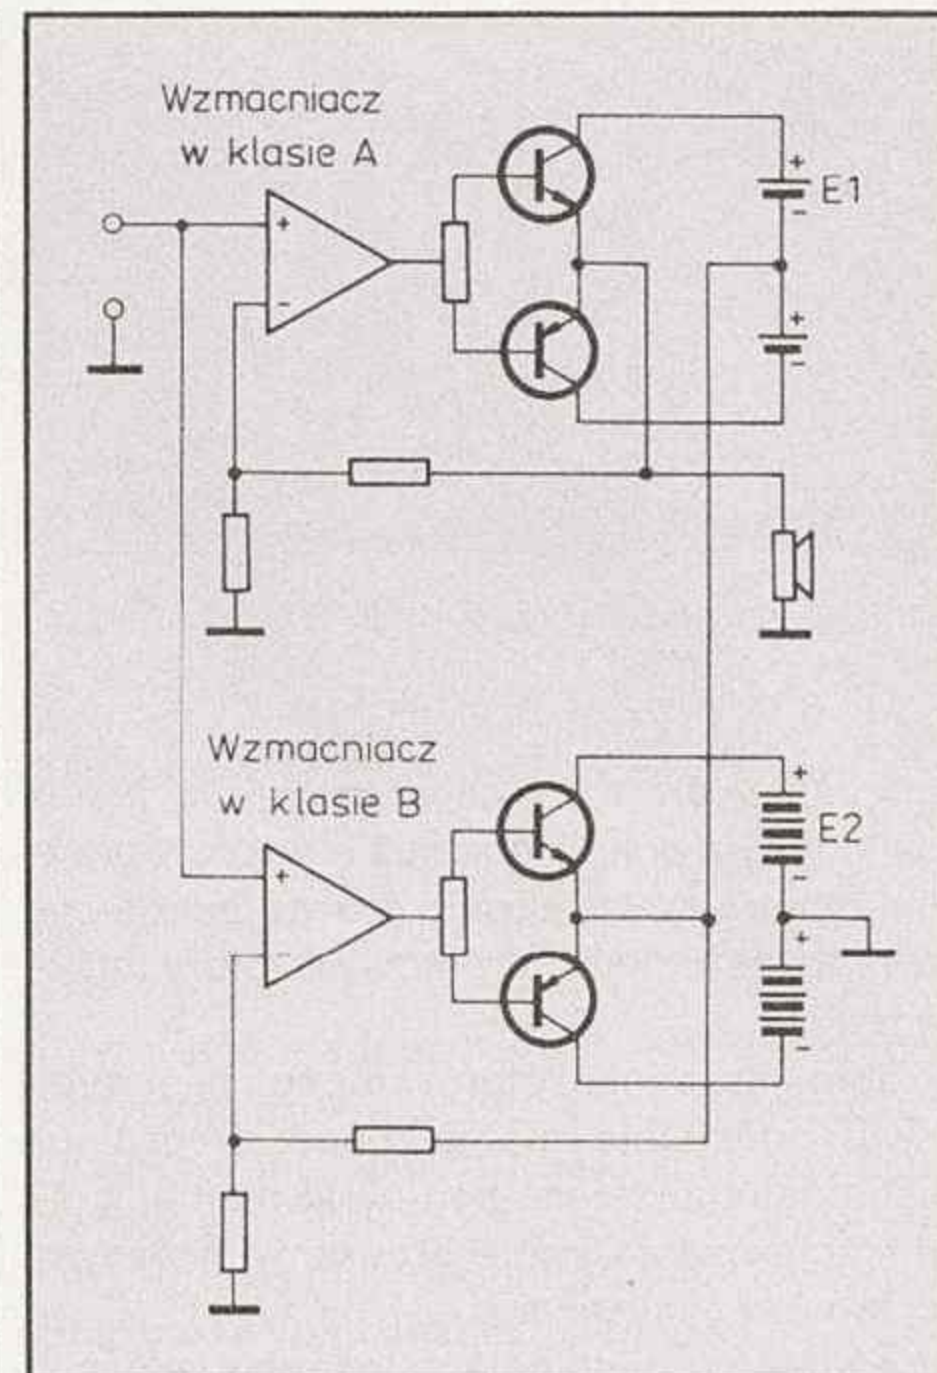 Wzmacniacz
w klasie A
+
-
+
E1
-
+
-
Wzmacniacz
w klasie B
+
-
+
E2
-
+
-